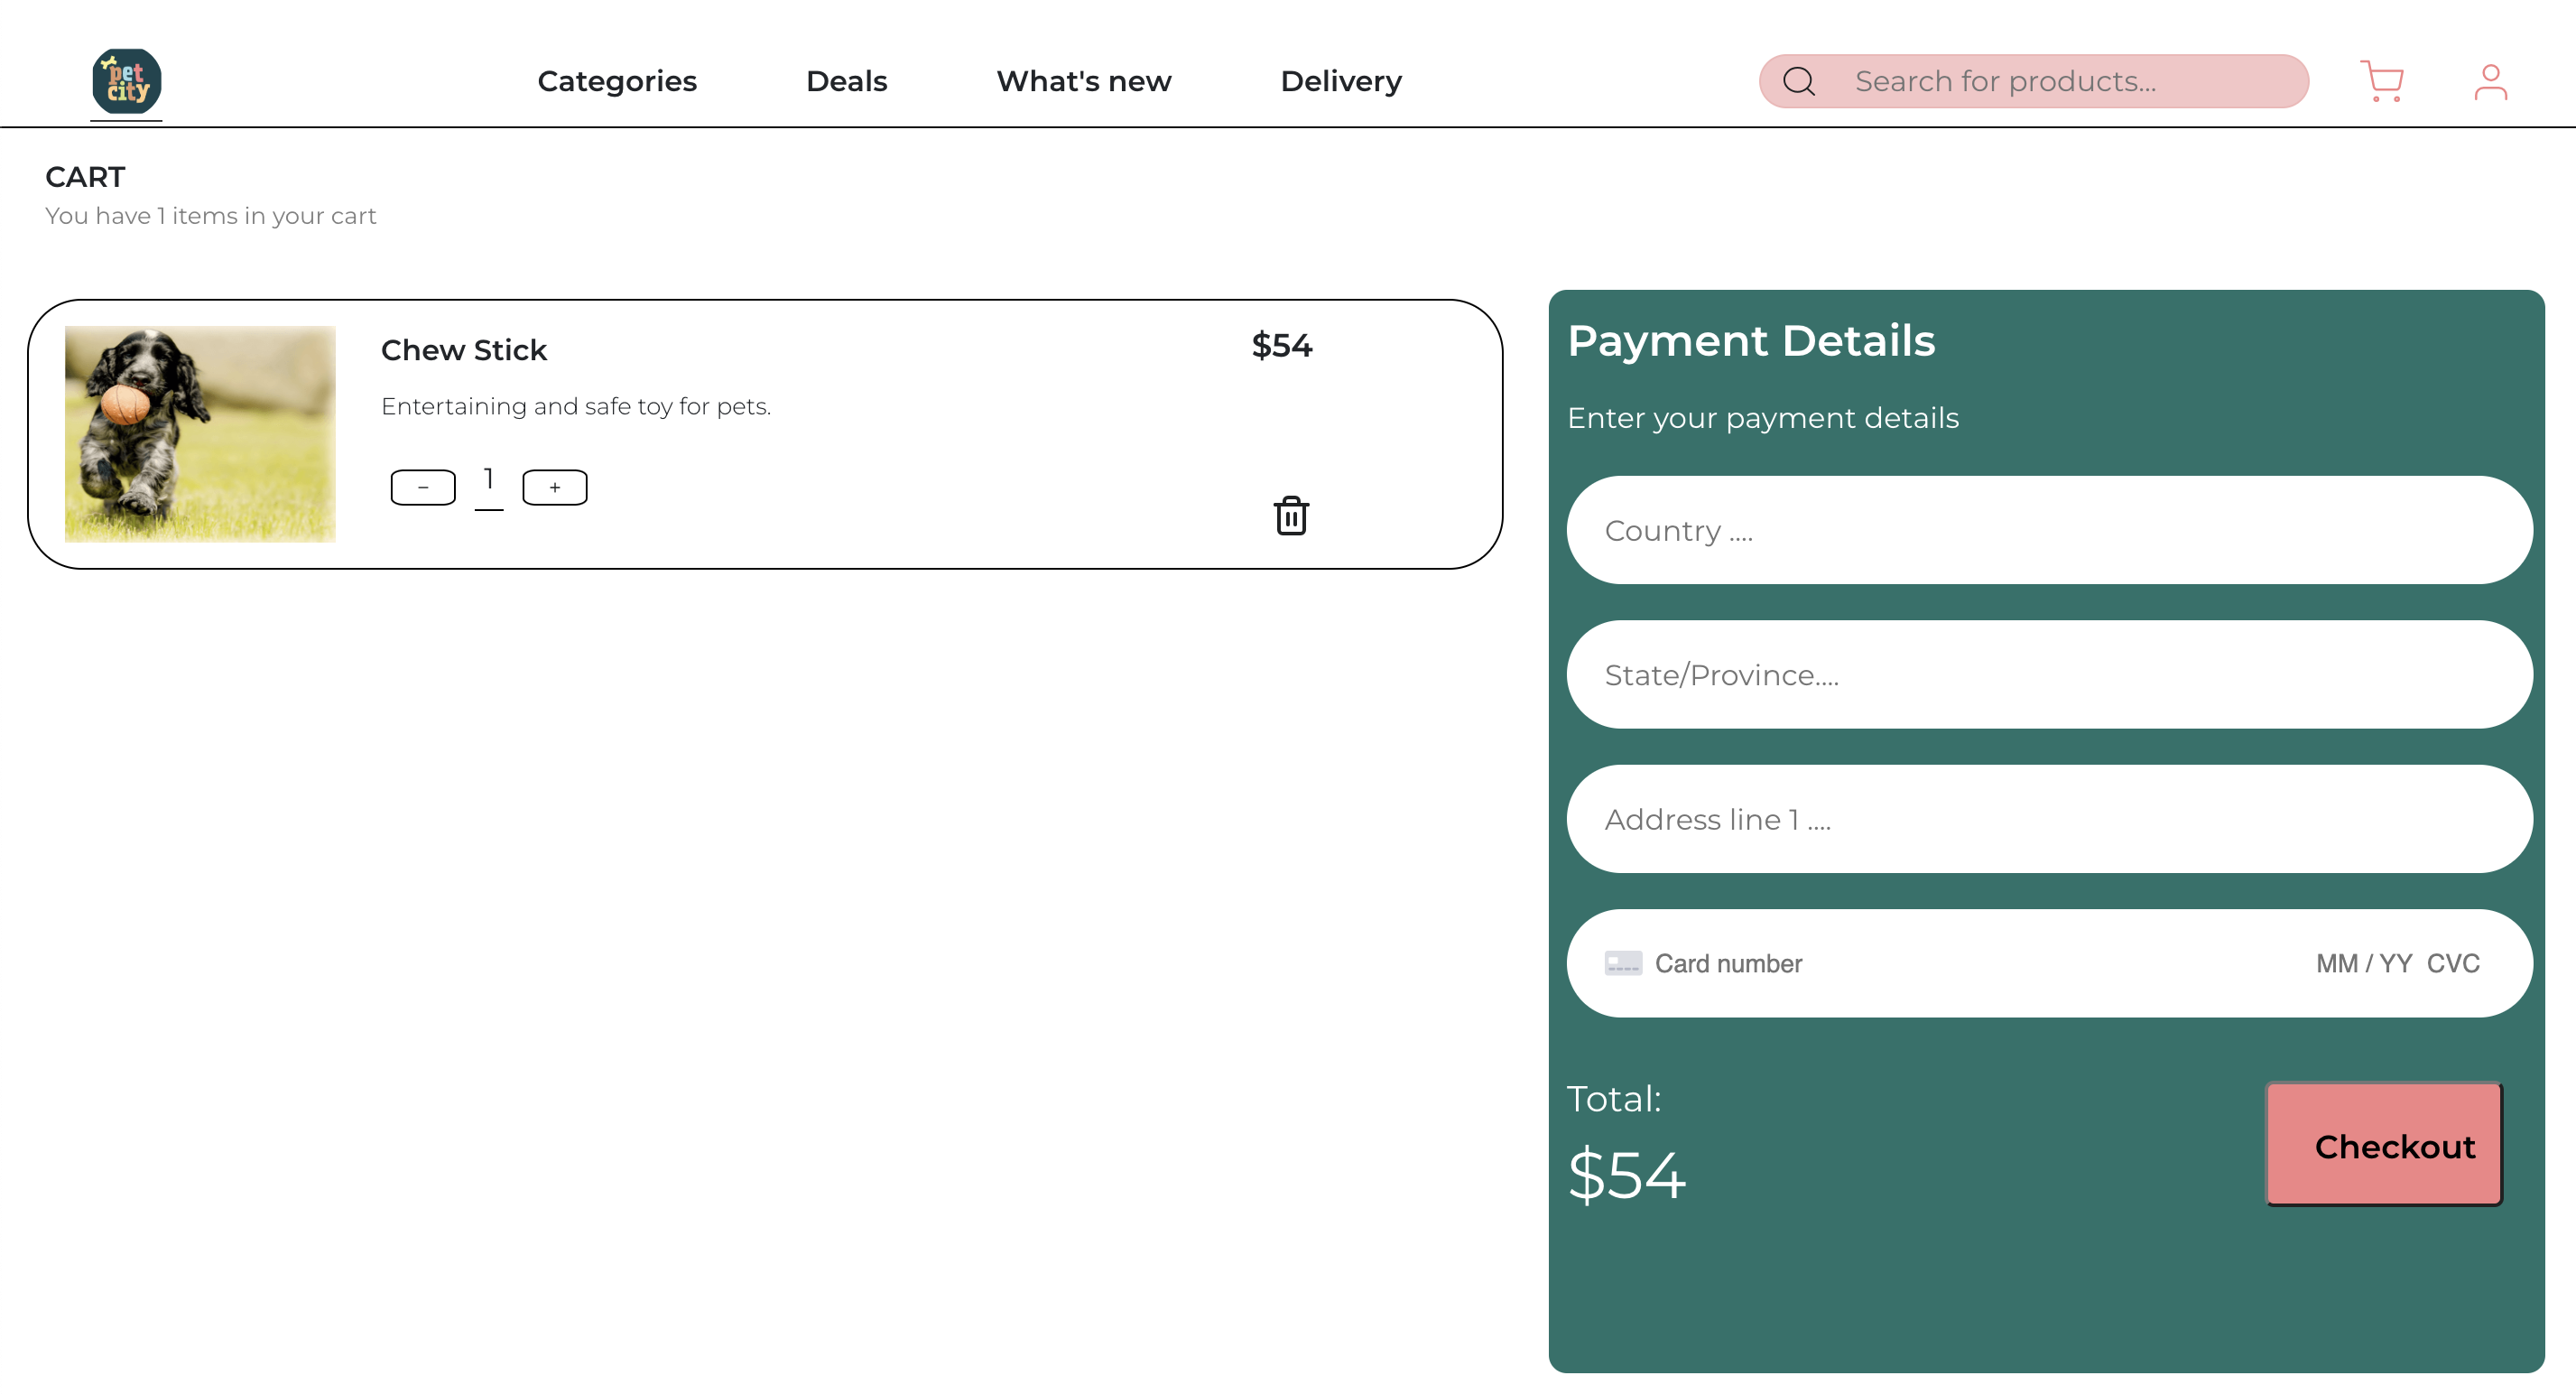 pet
city
Categories
Deals
What's new
Delivery
Search for products...
CART
You have 1 items in your cart
Chew Stick
$54
Entertaining and safe toy for pets.
− 1 +
Payment Details
Enter your payment details
Country ....
State/Province....
Address line 1 ....
Card number MM / YY CVC
Total:
$54
Checkout